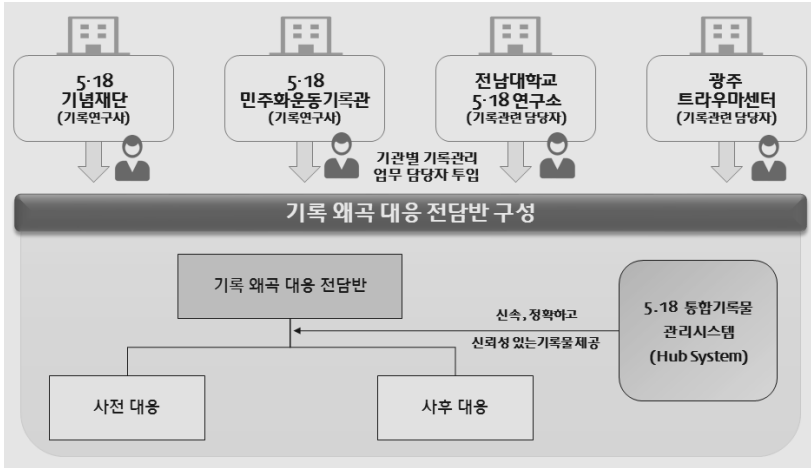 5·18
기념재단
(기록연구사)
5·18
민주화운동기록관
(기록연구사)
전남대학교
5·18 연구소
(기록관련 담당자)
광주
트라우마센터
(기록관련 담당자)
기관별 기록관리
업무 담당자 투입
기록 왜곡 대응 전담반 구성
기록 왜곡 대응 전담반
신속, 정확하고
신뢰성 있는기록물 제공
5.18 통합기록물
관리시스템
(Hub System)
사전 대응
사후 대응